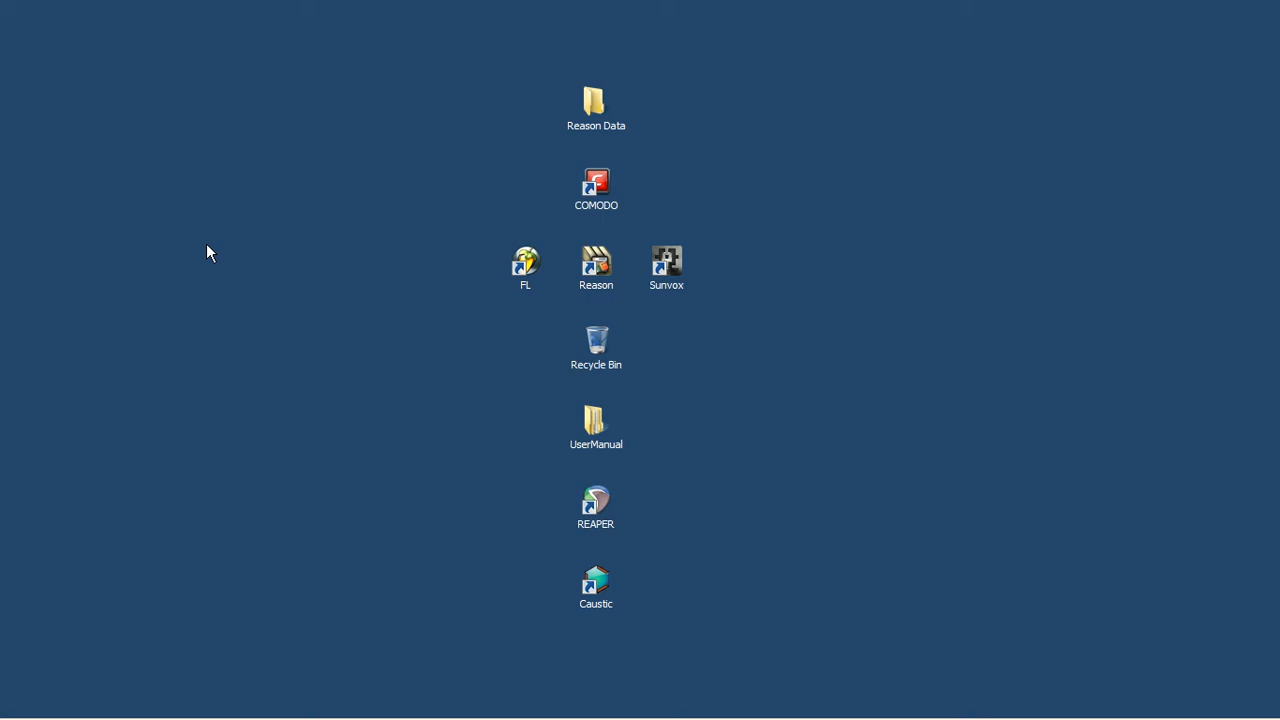 Reason Data
COMODO
FL
Reason
Sunvox
Recycle Bin
UserManual
REAPER
Caustic